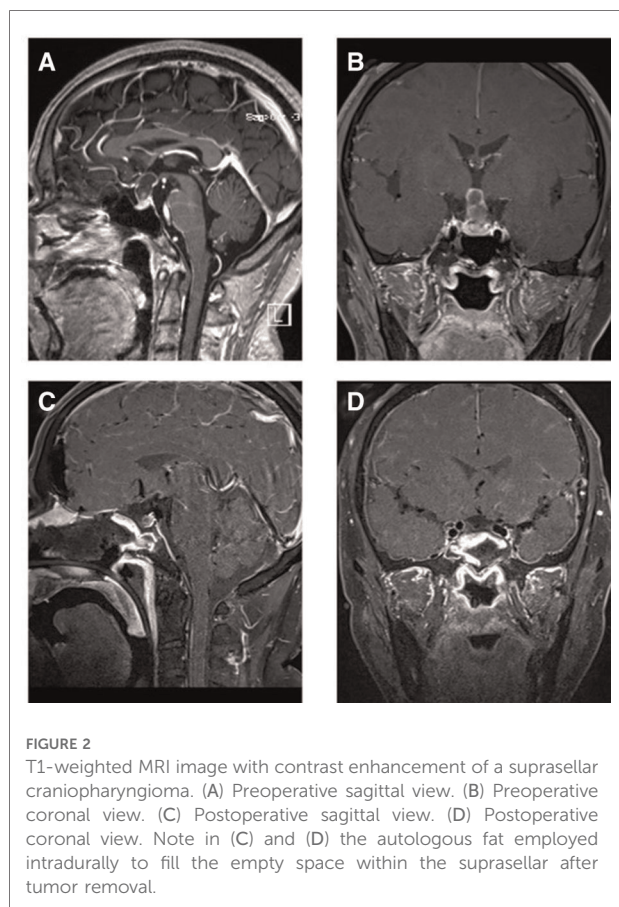 A
B
L
C
D
FIGURE 2
T1-weighted MRI image with contrast enhancement of a suprasellar
craniopharyngioma. (A) Preoperative sagittal view. (B) Preoperative
coronal view. (C) Postoperative sagittal view. (D) Postoperative
coronal view. Note in (C) and (D) the autologous fat employed
intradurally to fill the empty space within the suprasellar after
tumor removal.